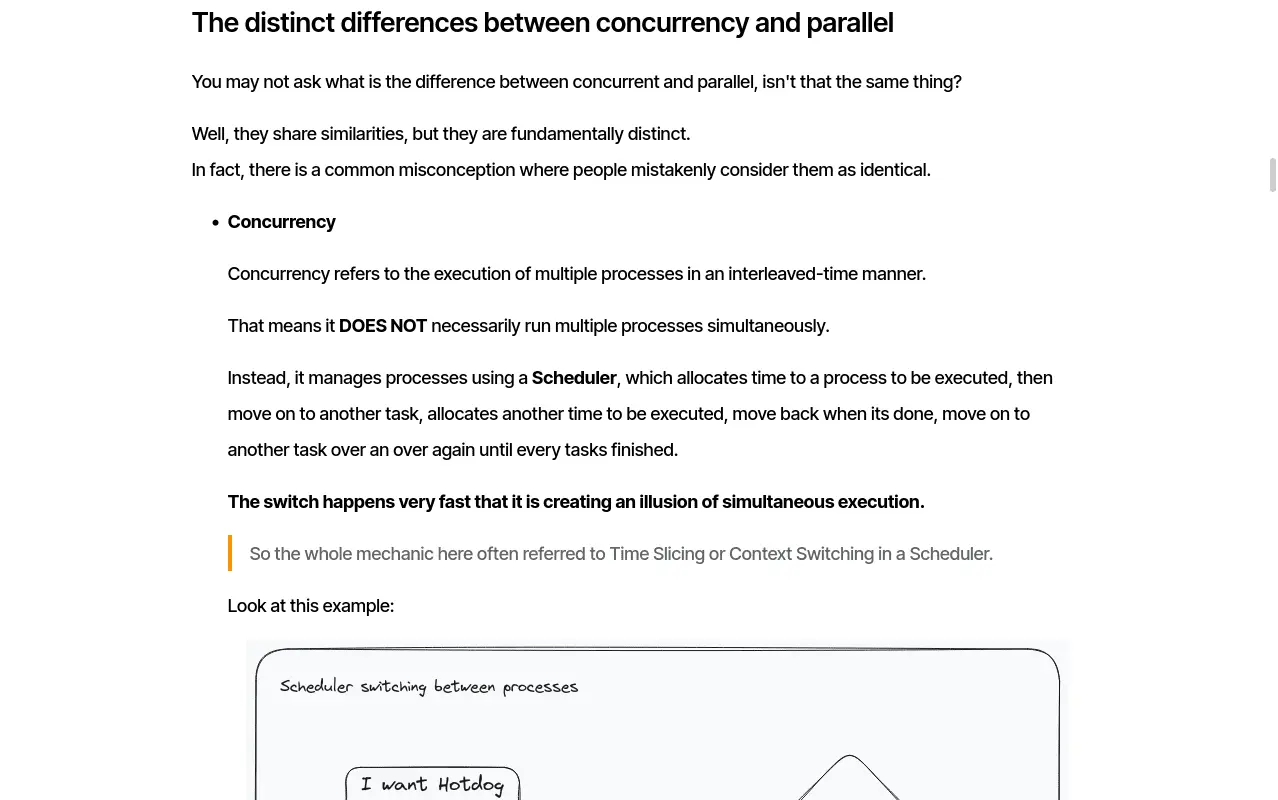 The distinct differences between concurrency and parallel
You may not ask what is the difference between concurrent and parallel, isn't that the same thing?
Well, they share similarities, but they are fundamentally distinct.
In fact, there is a common misconception where people mistakenly consider them as identical.
• Concurrency
Concurrency refers to the execution of multiple processes in an interleaved-time manner.
That means it DOES NOT necessarily run multiple processes simultaneously.
Instead, it manages processes using a Scheduler, which allocates time to a process to be executed, then
move on to another task, allocates another time to be executed, move back when its done, move on to
another task over an over again until every tasks finished.
The switch happens very fast that it is creating an illusion of simultaneous execution.
So the whole mechanic here often referred to Time Slicing or Context Switching in a Scheduler.
Look at this example:
Scheduler switching between processes
I want Hotdog